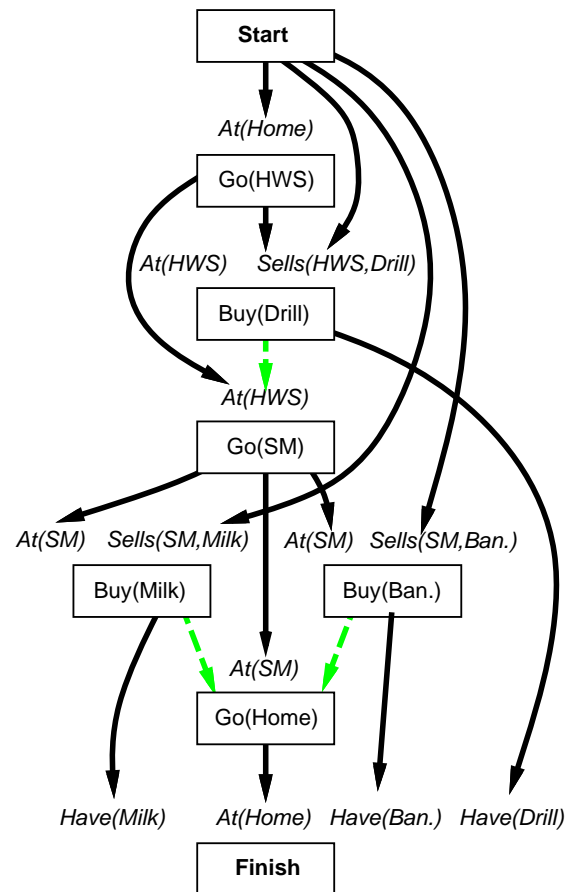 Start
At(Home)
Go(HWS)
At(HWS) Sells(HWS,Drill)
Buy(Drill)
At(HWS)
Go(SM)
At(SM) Sells(SM,Milk) At(SM) Sells(SM,Ban.)
Buy(Milk) Buy(Ban.)
At(SM)
Go(Home)
Have(Milk) At(Home) Have(Ban.) Have(Drill)
Finish